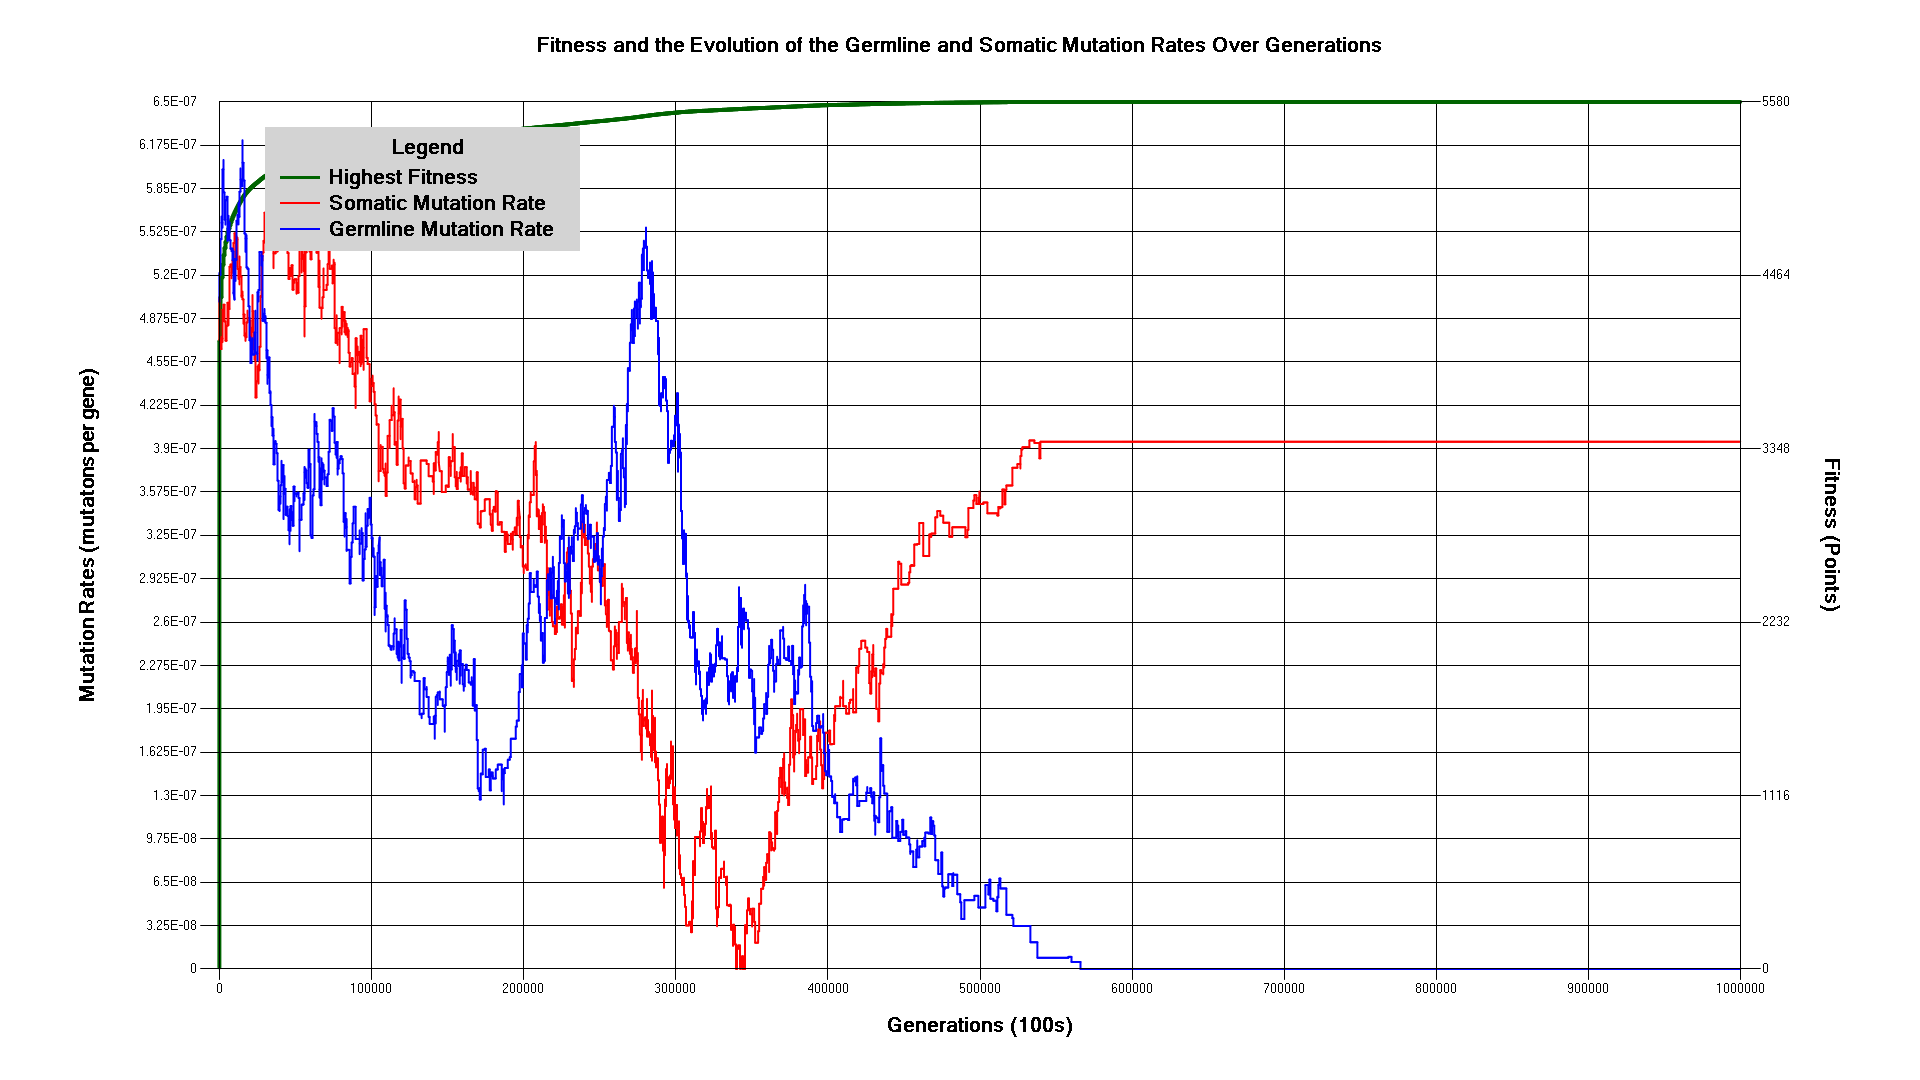 Fitness and the Evolution of the Germline and Somatic Mutation Rates Over Generations
6.5E-07
6.175E-07
5.85E-07
5.525E-07
5.2E-07
4.875E-07
4.55E-07
4.225E-07
3.9E-07
3.575E-07
3.25E-07
2.925E-07
2.6E-07
2.275E-07
1.95E-07
1.625E-07
1.3E-07
9.75E-08
6.5E-08
3.25E-08
0
Mutation Rates (mutatons per gene)
Legend
Highest Fitness
Somatic Mutation Rate
Germline Mutation Rate
5580
4464
3348
2232
1116
0
Fitness (Points)
0 100000 200000 300000 400000 500000 600000 700000 800000 900000 1000000
Generations (100s)